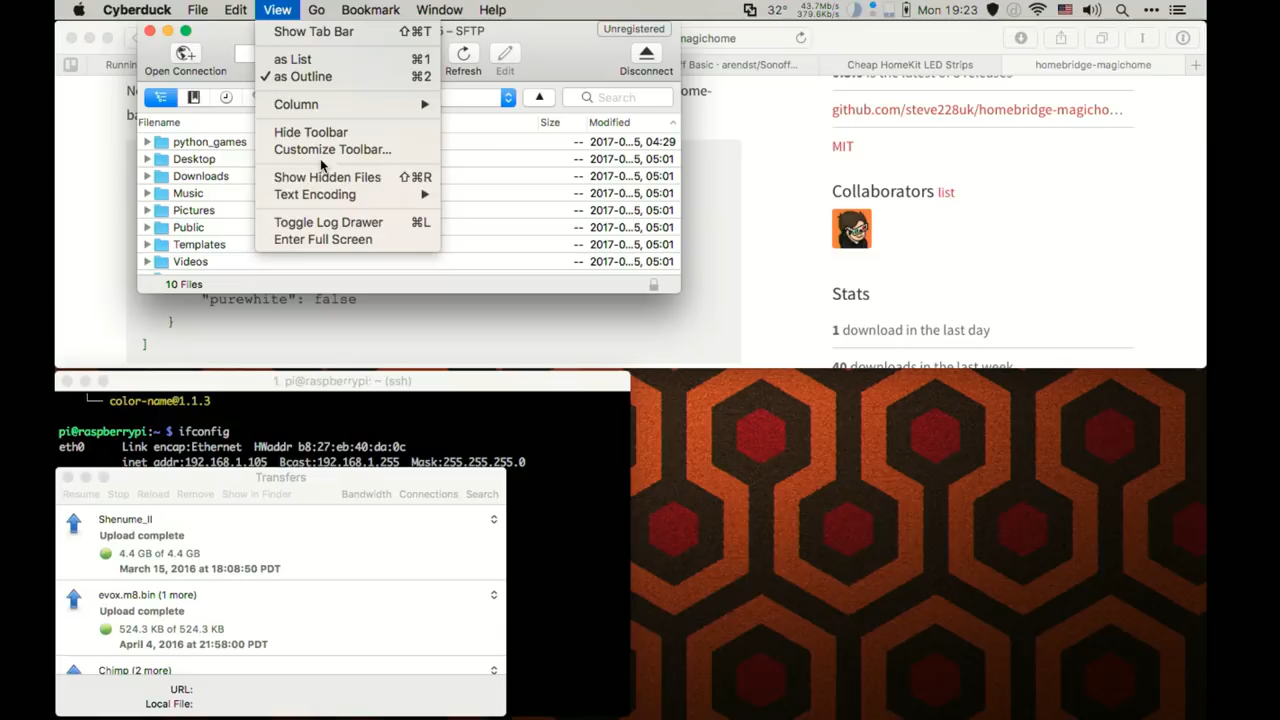 Cyberduck File Edit View Go Bookmark Window Help 32° 43.7Mb/s 379.6Kb/s Mon 19:23
Show Tab Bar ⇧⌘T
as List ⌘1
✓ as Outline ⌘2
Column
Hide Toolbar
Customize Toolbar...
Show Hidden Files ⇧⌘R
Text Encoding
Toggle Log Drawer ⌘L
Enter Full Screen
– SFTP
Unregistered
Open Connection Refresh Edit Disconnect
Search
Filename Size Modified
python_games -- 2017-0...5, 04:29
Desktop -- 2017-0...5, 05:01
Downloads -- 2017-0...5, 05:01
Music -- 2017-0...5, 05:01
Pictures -- 2017-0...5, 05:01
Public -- 2017-0...5, 05:01
Templates -- 2017-0...5, 05:01
Videos -- 2017-0...5, 05:01
10 Files
magichome
Basic - arendst/Sonoff... Cheap HomeKit LED Strips homebridge-magichome
github.com/steve228uk/homebridge-magicho...
MIT
Collaborators list
Stats
1 download in the last day
40 downloads in the last week
"purewhite": false
}
]
1. pi@raspberrypi: ~ (ssh)
color-name@1.1.3
pi@raspberrypi:~ $ ifconfig
eth0 Link encap:Ethernet HWaddr b8:27:eb:40:da:0c
inet addr:192.168.1.105 Bcast:192.168.1.255 Mask:255.255.255.0
Transfers
Resume Stop Reload Remove Show in Finder Bandwidth Connections Search
Shenume_II
Upload complete
4.4 GB of 4.4 GB
March 15, 2016 at 18:08:50 PDT
evox.m8.bin (1 more)
Upload complete
524.3 KB of 524.3 KB
April 4, 2016 at 21:58:00 PDT
Chimp (2 more)
URL:
Local File: